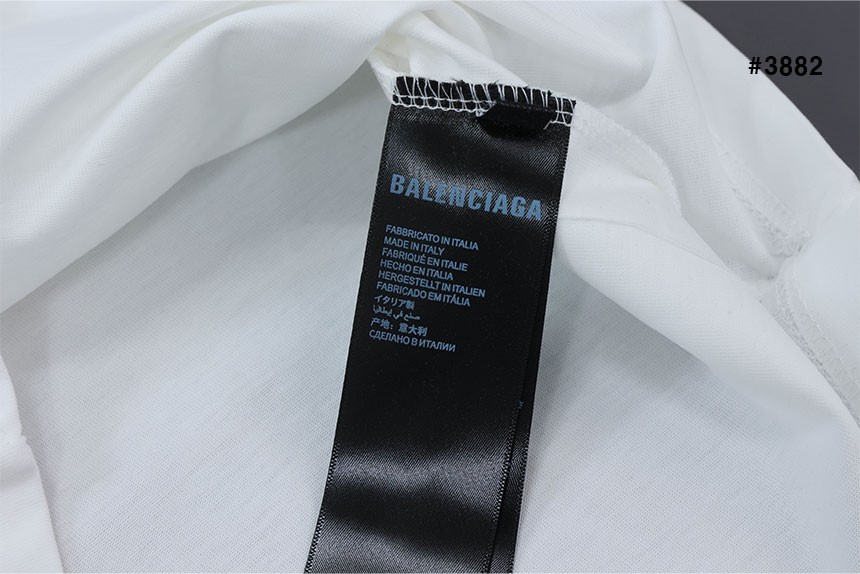 #3882
BALENCIAGA
FABBRICATO IN ITALIA
MADE IN ITALY
FABRIQUÉ EN ITALIE
HECHO EN ITALIA
HERGESTELLT IN ITALIEN
FABRICADO EM ITÁLIA
イタリア製
صنع في إيطاليا
产地：意大利
СДЕЛАНО В ИТАЛИИ